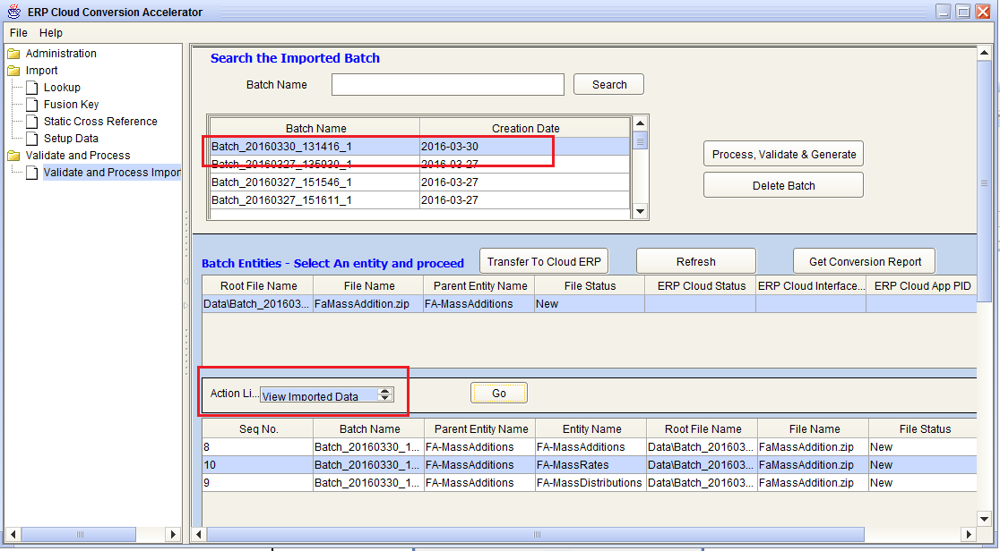 ERP Cloud Conversion Accelerator
File Help
Administration
Import
Lookup
Fusion Key
Static Cross Reference
Setup Data
Validate and Process
Validate and Process Impor
Search the Imported Batch
Batch Name Search
Batch Name Creation Date
Batch_20160330_131416_1 2016-03-30
Batch_20160327_135930_1 2016-03-27
Batch_20160327_151546_1 2016-03-27
Batch_20160327_151611_1 2016-03-27
Process, Validate & Generate
Delete Batch
Batch Entities - Select An entity and proceed Transfer To Cloud ERP Refresh Get Conversion Report
Root File Name File Name Parent Entity Name File Status ERP Cloud Status ERP Cloud Interface... ERP Cloud App PID
Data\Batch_201603... FaMassAddition.zip FA-MassAdditions New
Action Li... View Imported Data Go
Seq No. Batch Name Parent Entity Name Entity Name Root File Name File Name File Status
8 Batch_20160330_1... FA-MassAdditions FA-MassAdditions Data\Batch_201603... FaMassAddition.zip New
10 Batch_20160330_1... FA-MassAdditions FA-MassRates Data\Batch_201603... FaMassAddition.zip New
9 Batch_20160330_1... FA-MassAdditions FA-MassDistributions Data\Batch_201603... FaMassAddition.zip New